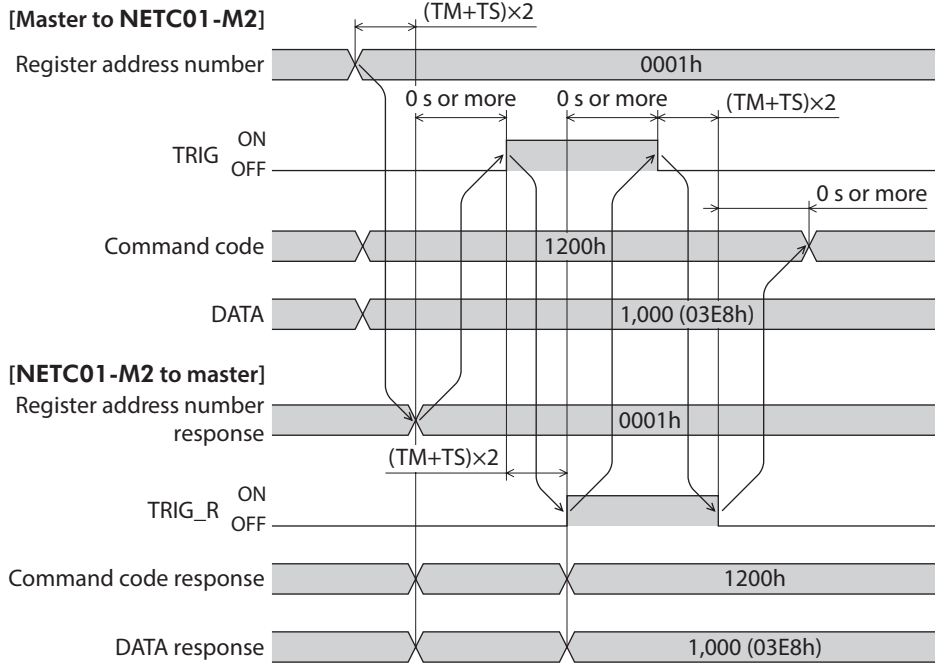 [Master to NETC01-M2]
(TM+TS)×2
Register address number
0001h
0 s or more
0 s or more
(TM+TS)×2
TRIG
ON
OFF
0 s or more
Command code
1200h
DATA
1,000 (03E8h)
[NETC01-M2 to master]
Register address number
response
0001h
(TM+TS)×2
TRIG_R
ON
OFF
Command code response
1200h
DATA response
1,000 (03E8h)